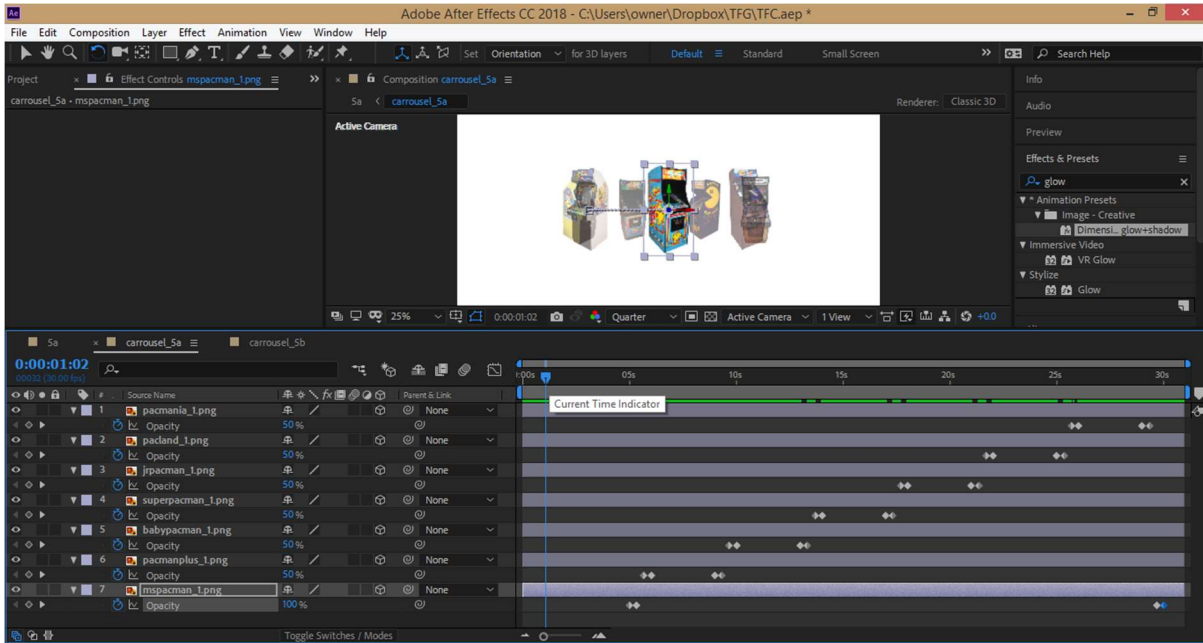 Ae
Adobe After Effects CC 2018 - C:\Users\owner\Dropbox\TFG\TFC.aep *
File Edit Composition Layer Effect Animation View Window Help
Set Orientation for 3D layers Default Standard Small Screen Search Help
Project Effect Controls mspacman_1.png Composition carrousel_5a Info
carrousel_5a • mspacman_1.png 5a carrousel_5a Renderer: Classic 3D Audio
Active Camera Preview
Effects & Presets
glow
* Animation Presets
Image - Creative
Dimensi... glow+shadow
Immersive Video
VR Glow
Stylize
Glow
25% 0:00:01:02 Quarter Active Camera 1 View +0.0
5a carrousel_5a carrousel_5b
0:00:01:02
00032 (30.00 fps) :00s 05s 10s 15s 20s 25s 30s
# . Source Name fx Parent & Link
Current Time Indicator
1 pacmania_1.png None
Opacity 50 %
2 pacland_1.png None
Opacity 50 %
3 jrpacman_1.png None
Opacity 50 %
4 superpacman_1.png None
Opacity 50 %
5 babypacman_1.png None
Opacity 50 %
6 pacmanplus_1.png None
Opacity 50 %
7 mspacman_1.png None
Opacity 100 %
Toggle Switches / Modes